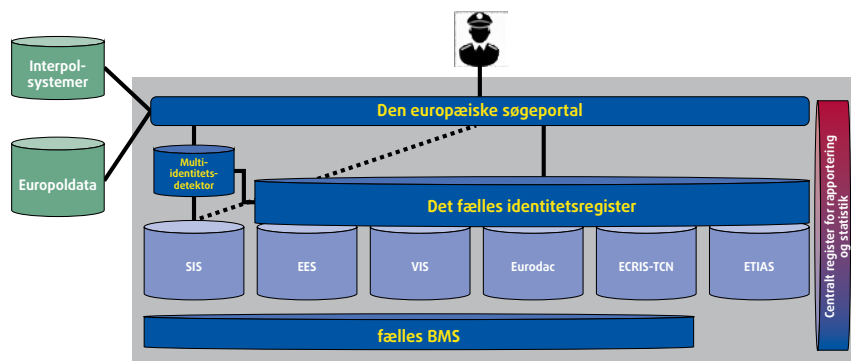 Interpol-
systemer
Den europæiske søgeportal
Europoldata
Multi-
identitets-
detektor
Det fælles identitetsregister
SIS
EES
VIS
Eurodac
ECRIS-TCN
ETIAS
fælles BMS
Centralt register for rapportering
og statistik